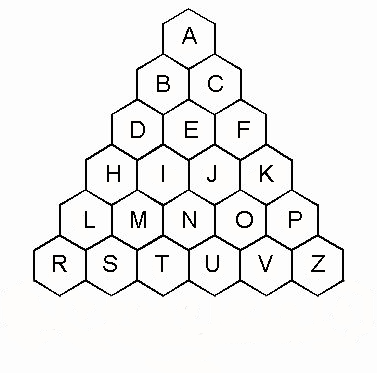 A
B C
D E F
H I J K
L M N O P
R S T U V Z